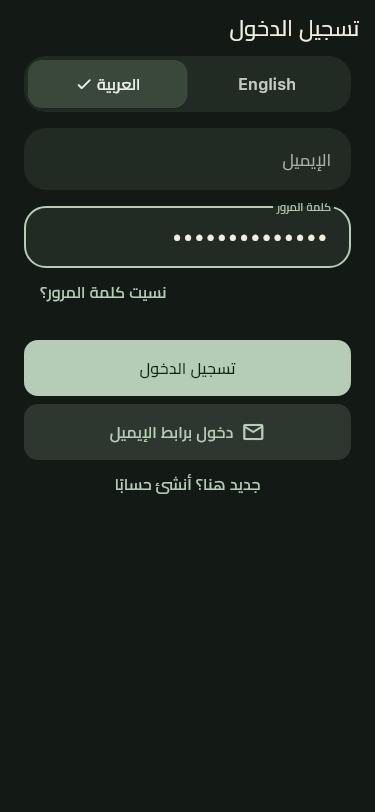 تسجيل الدخول
العربية English
الإيميل
كلمة المرور
••••••••••••••
نسيت كلمة المرور؟
تسجيل الدخول
دخول برابط الإيميل
جديد هنا؟ أنشئ حسابًا